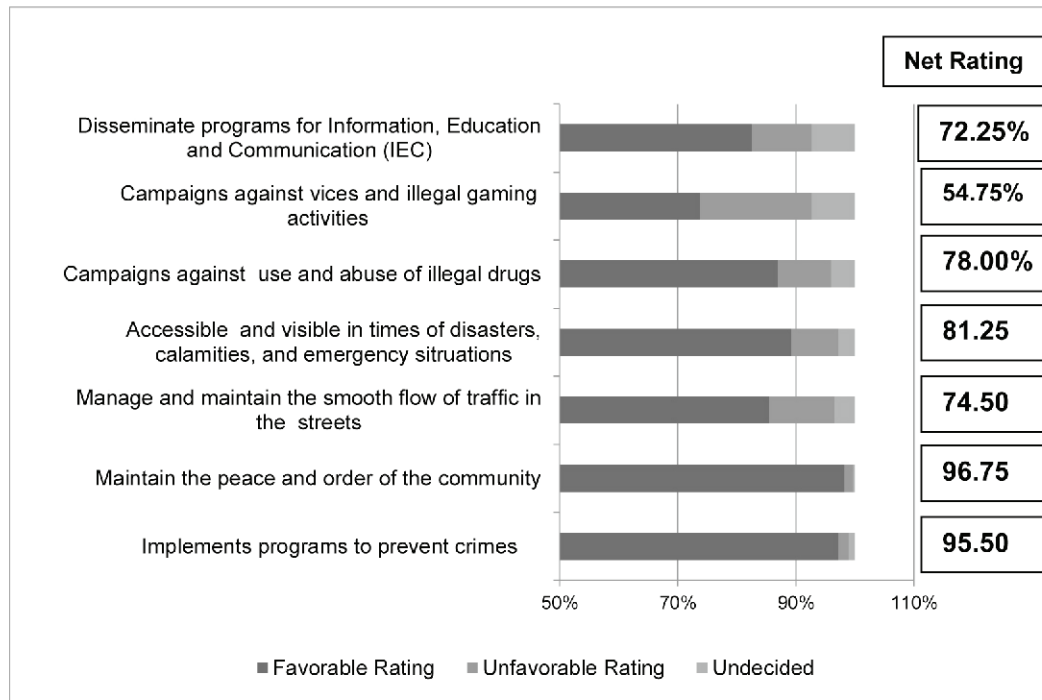 Net Rating
Disseminate programs for Information, Education
and Communication (IEC)
72.25%
Campaigns against vices and illegal gaming
activities
54.75%
Campaigns against use and abuse of illegal drugs
78.00%
Accessible and visible in times of disasters,
calamities, and emergency sitruations
81.25
Manage and maintain the smooth flow of traffic in
the streets
74.50
Maintain the peace and order of the community
96.75
Implements programs to prevent crimes
95.50
50% 70% 90% 110%
Favorable Rating Unfavorable Rating Undecided